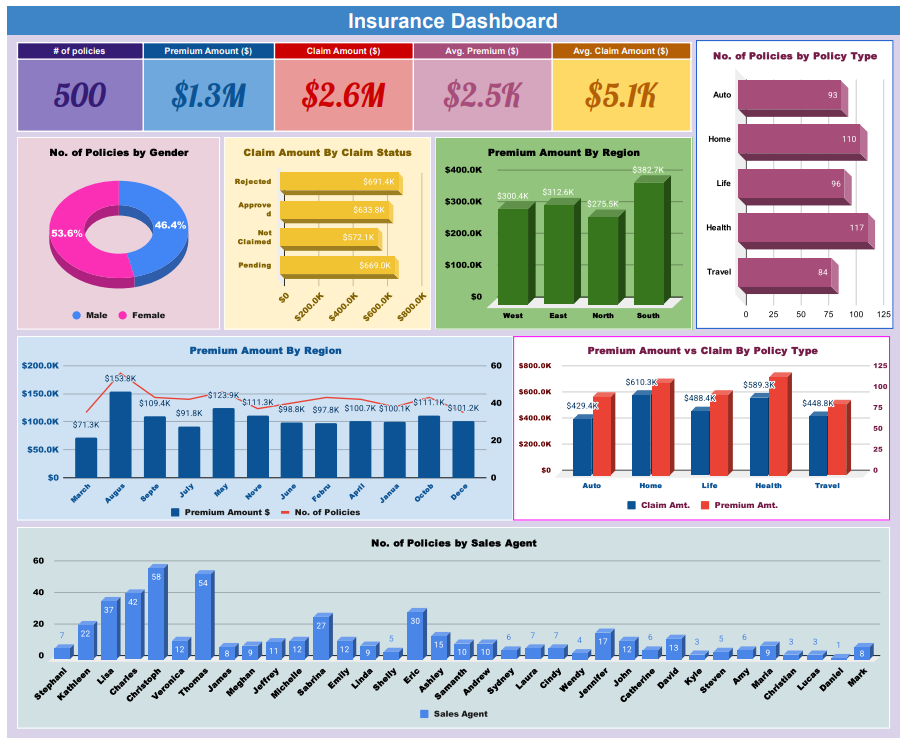 Insurance Dashboard
# of policies
500
Premium Amount ($)
$1.3M
Claim Amount ($)
$2.6M
Avg. Premium ($)
$2.5K
Avg. Claim Amount ($)
$5.1K
No. of Policies by Policy Type
Auto 93
Home 110
Life 96
Health 117
Travel 84
0 25 50 75 100 125
No. of Policies by Gender
53.6% 46.4%
Male Female
Claim Amount By Claim Status
Rejected $691.4K
Approve
d $633.8K
Not
Claimed $572.1K
Pending $669.0K
$0 $200.0K $400.0K $600.0K $800.0K
Premium Amount By Region
$400.0K
$300.0K
$200.0K
$100.0K
$0
$300.4K $312.6K $275.5K $382.7K
West East North South
Premium Amount By Region
$200.0K
$150.0K
$100.0K
$50.0K
$0
60
40
20
0
$71.3K $153.8K $109.4K $91.8K $123.9K $111.3K $98.8K $97.8K $100.7K $100.1K $111.1K $101.2K
March Augus Septe July May Nove June Febru April Janua Octob Dece
Premium Amount $ No. of Policies
Premium Amount vs Claim By Policy Type
$800.0K
$600.0K
$400.0K
$200.0K
$0
125
100
75
50
25
0
$429.4K $610.3K $488.4K $589.3K $448.8K
Auto Home Life Health Travel
Claim Amt. Premium Amt.
No. of Policies by Sales Agent
60
40
20
0
7 22 37 42 58 12 54 8 9 11 12 27 12 9 5 30 15 10 10 6 7 7 4 17 12 6 13 3 5 6 9 3 3 1 8
Stephani Kathleen Lisa Charles Christoph Veronica Thomas James Meghan Jeffrey Michelle Sabrina Emily Linda Shelly Eric Ashley Samanth Andrew Sydney Laura Cindy Wendy Jennifer John Catherine David Kyle Steven Amy Maria Christian Lucas Daniel Mark
Sales Agent